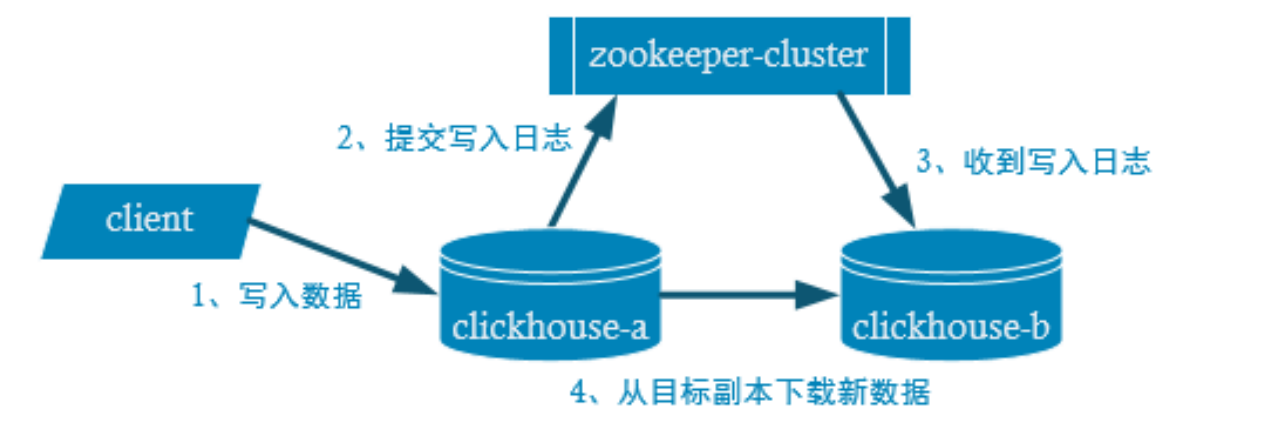 zookeeper-cluster
2、提交写入日志
3、收到写入日志
client
1、写入数据
clickhouse-a
clickhouse-b
4、从目标副本下载新数据